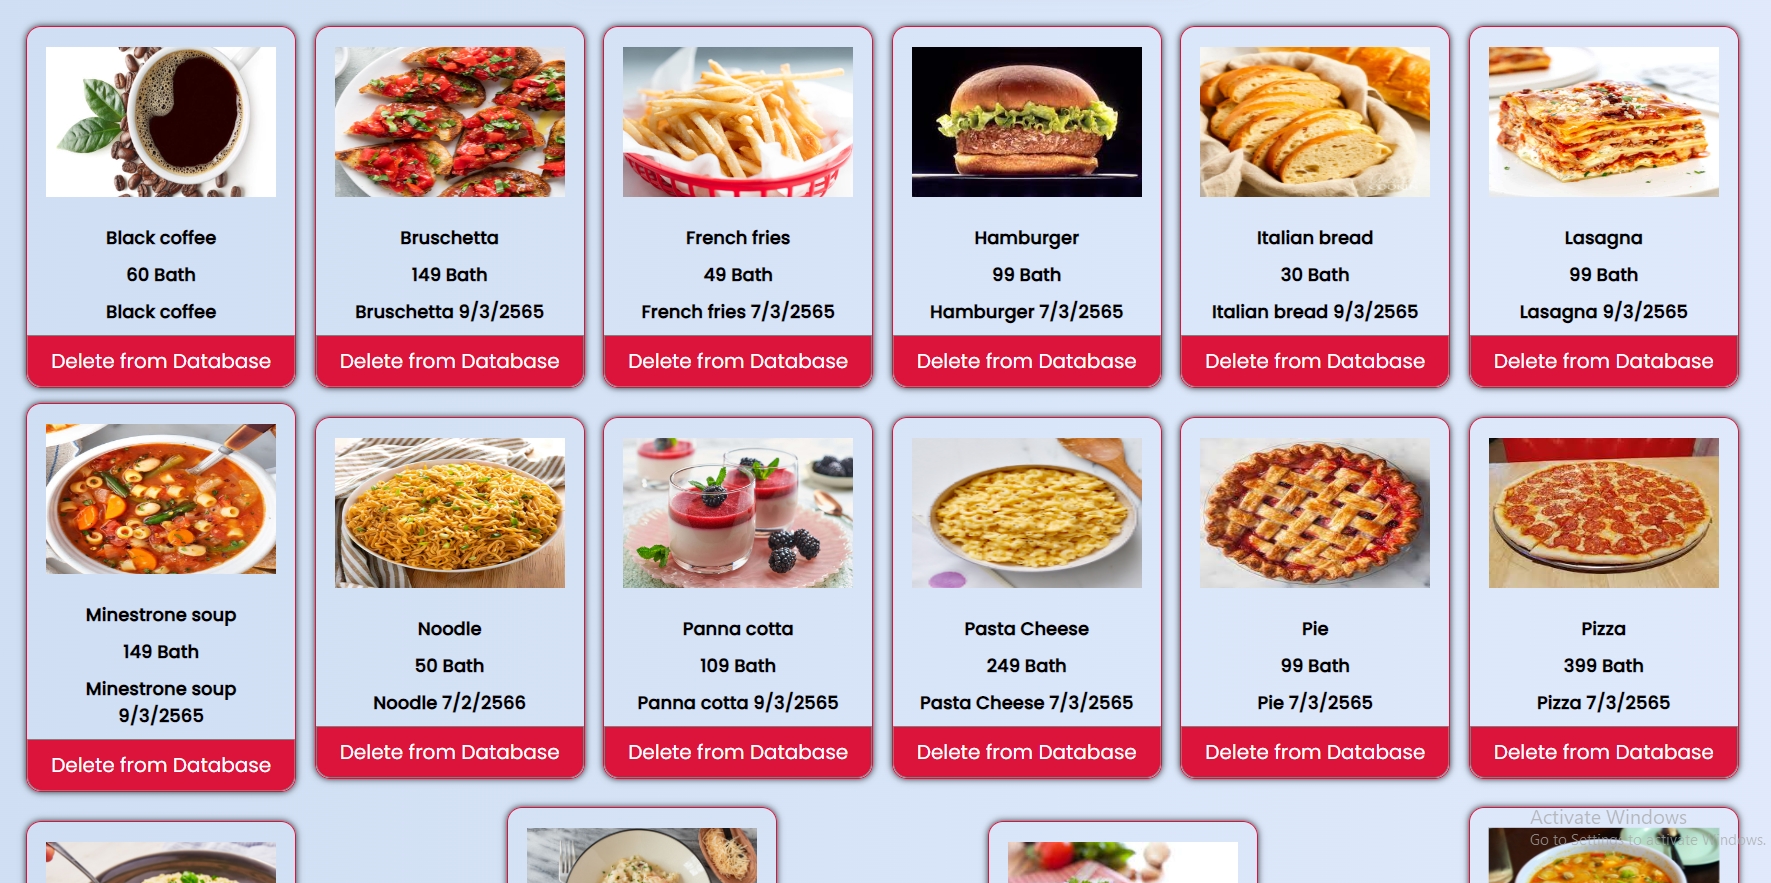 Black coffee
60 Bath
Black coffee
Delete from Database
Bruschetta
149 Bath
Bruschetta 9/3/2565
Delete from Database
French fries
49 Bath
French fries 7/3/2565
Delete from Database
Hamburger
99 Bath
Hamburger 7/3/2565
Delete from Database
Italian bread
30 Bath
Italian bread 9/3/2565
Delete from Database
Lasagna
99 Bath
Lasagna 9/3/2565
Delete from Database
Minestrone soup
149 Bath
Minestrone soup
9/3/2565
Delete from Database
Noodle
50 Bath
Noodle 7/2/2566
Delete from Database
Panna cotta
109 Bath
Panna cotta 9/3/2565
Delete from Database
Pasta Cheese
249 Bath
Pasta Cheese 7/3/2565
Delete from Database
Pie
99 Bath
Pie 7/3/2565
Delete from Database
Pizza
399 Bath
Pizza 7/3/2565
Delete from Database
Activate Windows
Go to Settings to activate Windows.